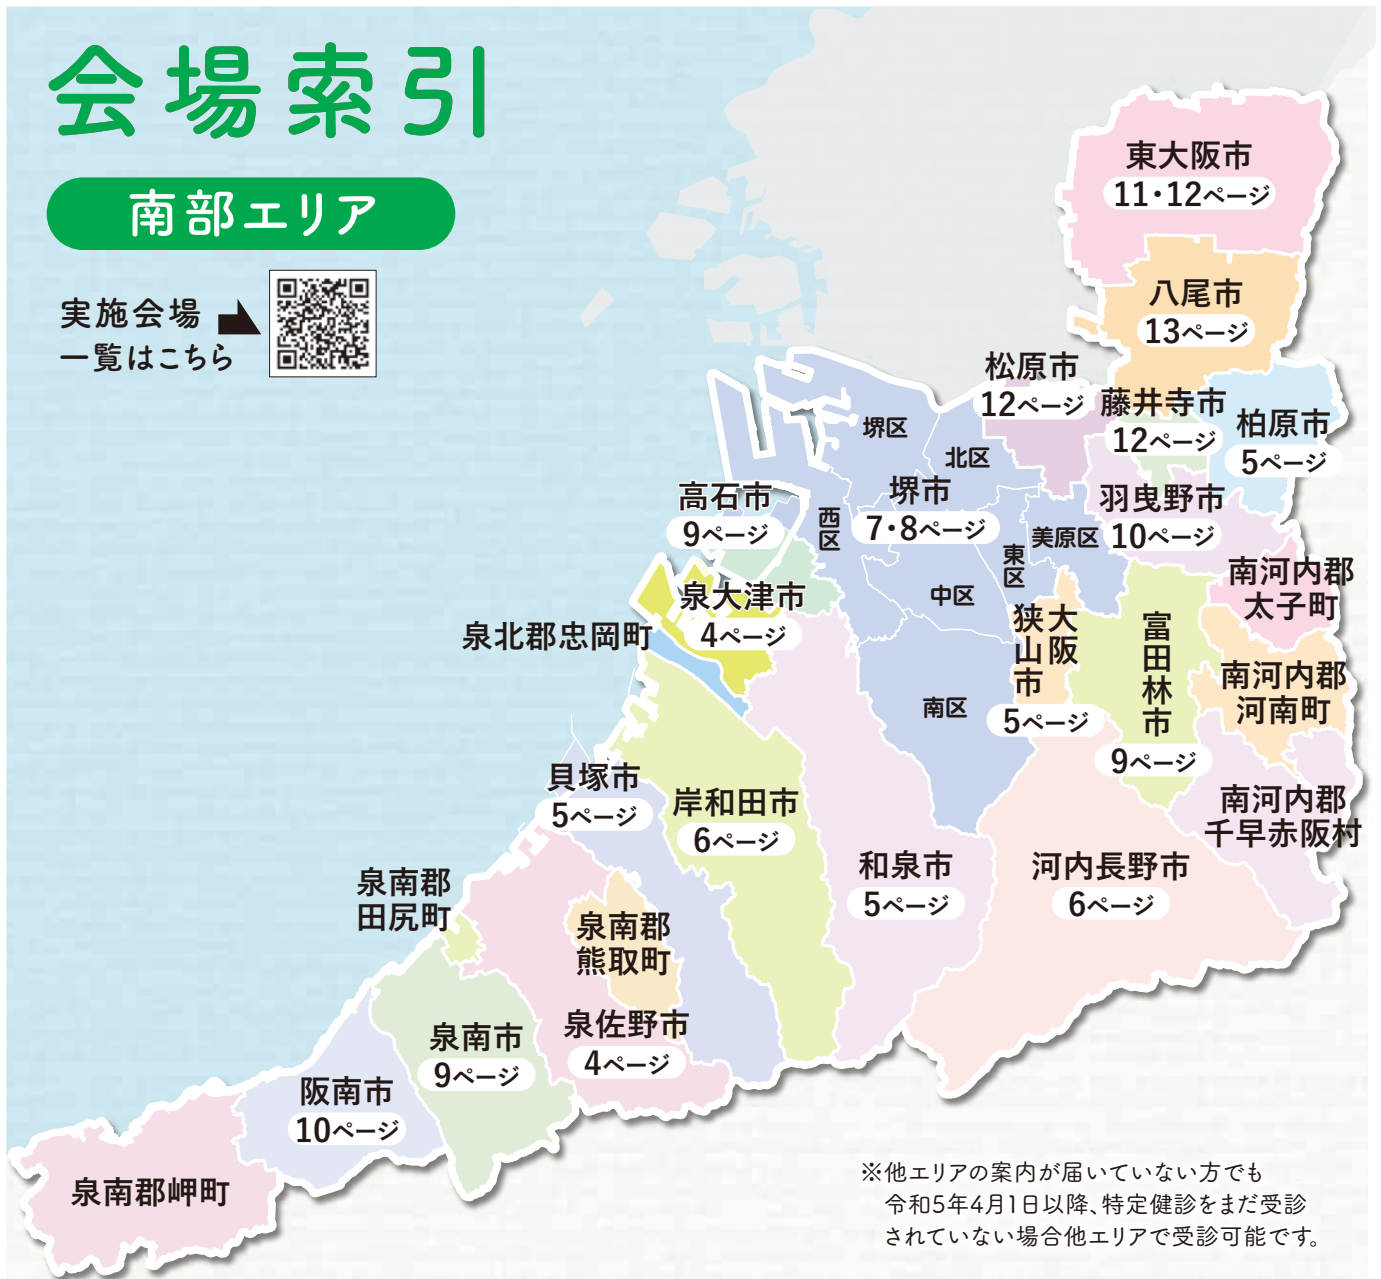 会場索引
南部エリア
実施会場
一覧はこちら
東大阪市
11・12ページ
八尾市
13ページ
松原市
12ページ
藤井寺市
12ページ
柏原市
5ページ
堺区
北区
堺市
7・8ページ
西区
東区
美原区
中区
南区
羽曳野市
10ページ
高石市
9ページ
泉大津市
4ページ
泉北郡忠岡町
南河内郡
太子町
大阪
狭山市
5ページ
富田林市
9ページ
南河内郡
河南町
南河内郡
千早赤阪村
貝塚市
5ページ
岸和田市
6ページ
和泉市
5ページ
河内長野市
6ページ
泉南郡
田尻町
泉南郡
熊取町
泉佐野市
4ページ
泉南市
9ページ
阪南市
10ページ
泉南郡岬町
※他エリアの案内が届いていない方でも
令和5年4月1日以降、特定健診をまだ受診
されていない場合他エリアで受診可能です。